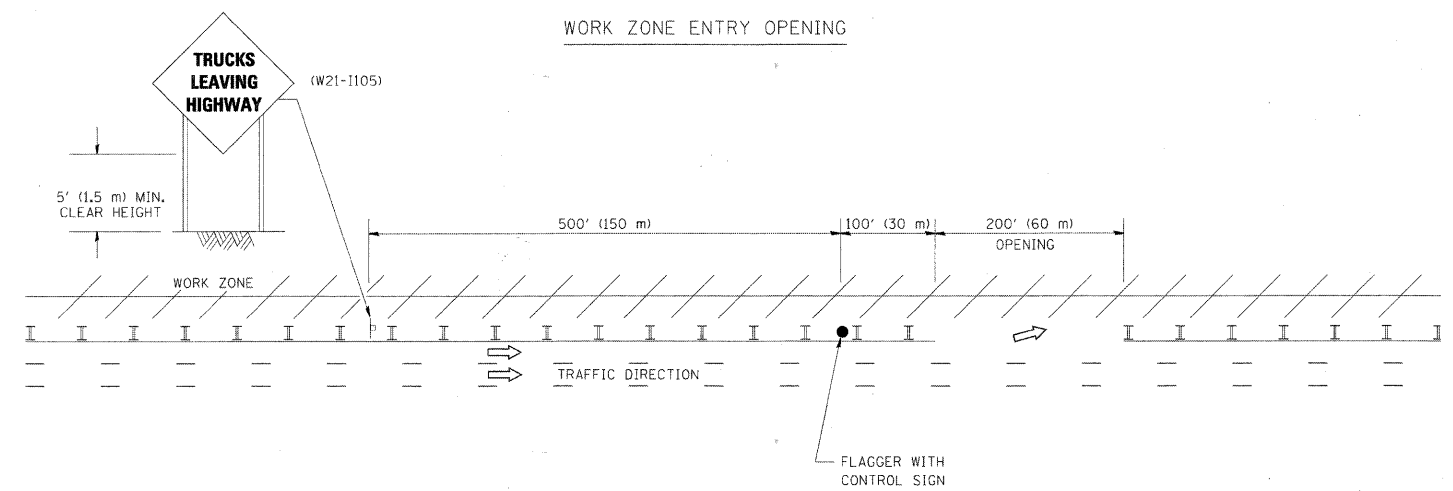 WORK ZONE ENTRY OPENING
TRUCKS
LEAVING
HIGHWAY
(W21-I105)
5' (1.5 m) MIN.
CLEAR HEIGHT
500' (150 m)
100' (30 m)
200' (60 m)
OPENING
WORK ZONE
TRAFFIC DIRECTION
FLAGGER WITH
CONTROL SIGN